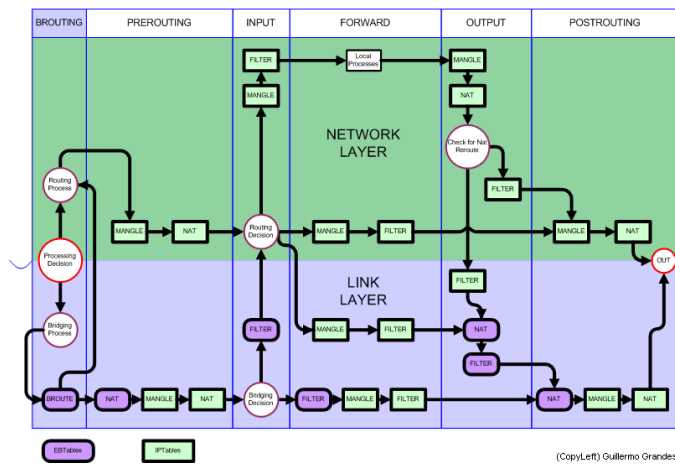 BROUTING
PREROUTING
INPUT
FORWARD
OUTPUT
POSTROUTING
FILTER
Local
Processes
MANGLE
MANGLE
NAT
NETWORK
LAYER
Check for Nat
Reroute
Routing
Process
FILTER
MANGLE
NAT
Routing
Decision
MANGLE
FILTER
MANGLE
NAT
Processing
Decision
OUT
LINK
LAYER
FILTER
Bridging
Process
FILTER
MANGLE
FILTER
NAT
FILTER
BROUTE
NAT
MANGLE
NAT
Bridging
Decision
FILTER
MANGLE
FILTER
NAT
MANGLE
NAT
EBTables
IPTables
(CopyLeft) Guillermo Grandes